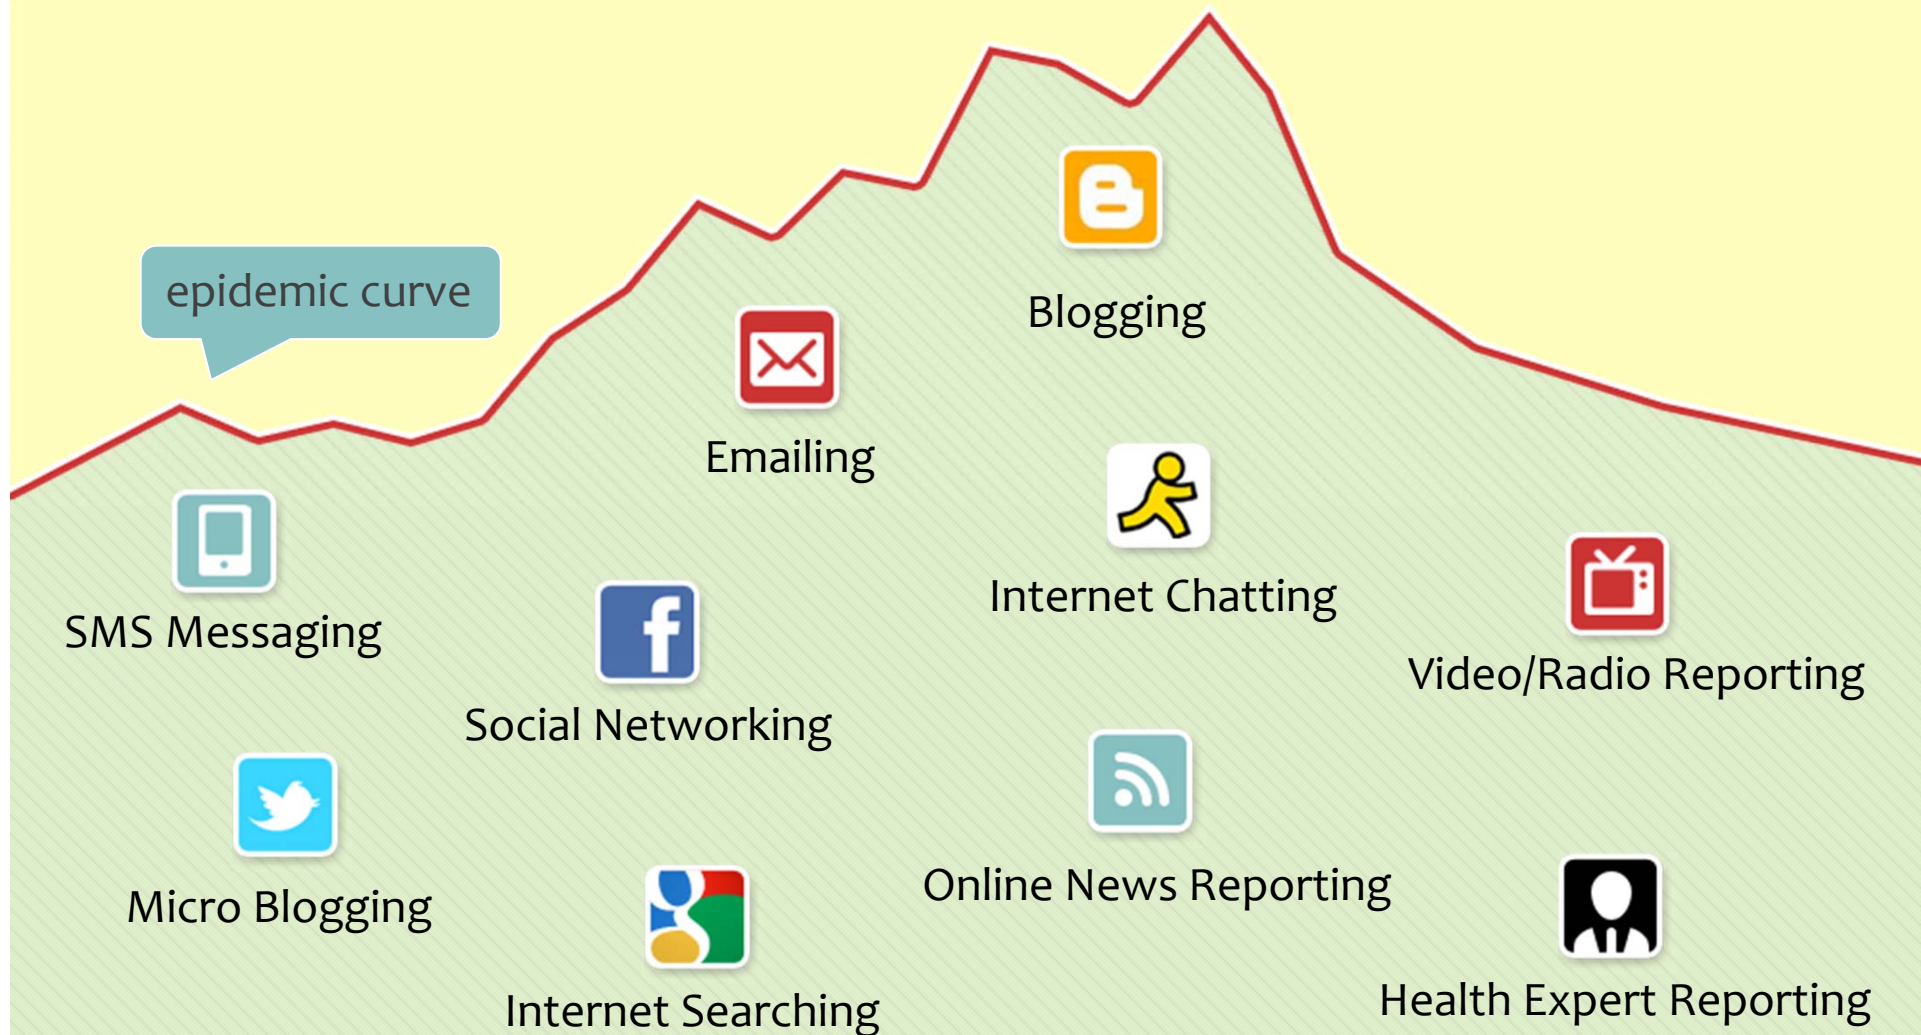 epidemic curve
Blogging
Emailing
Internet Chatting
SMS Messaging
Video/Radio Reporting
Social Networking
Online News Reporting
Micro Blogging
Internet Searching
Health Expert Reporting